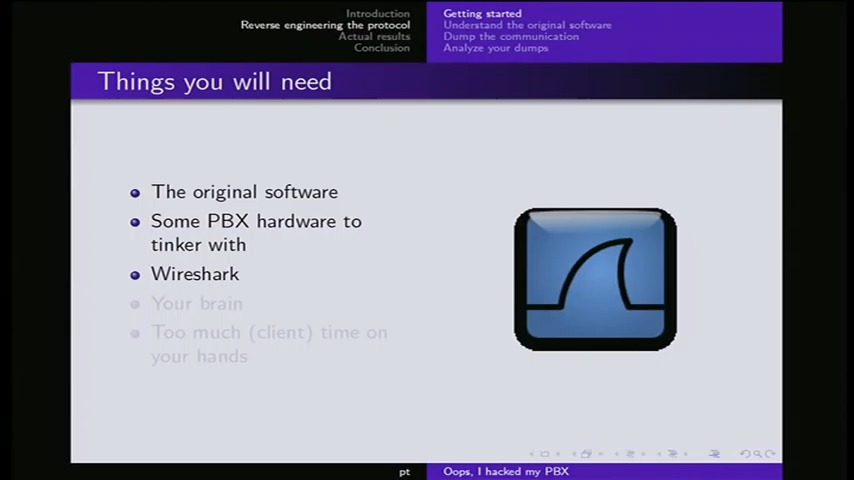 Introduction
Reverse engineering the protocol
Actual results
Conclusion
Getting started
Understand the original software
Dump the communication
Analyze your dumps
Things you will need
The original software
Some PBX hardware to
tinker with
Wireshark
Your brain
Too much (client) time on
your hands
pt
Oops, I hacked my PBX